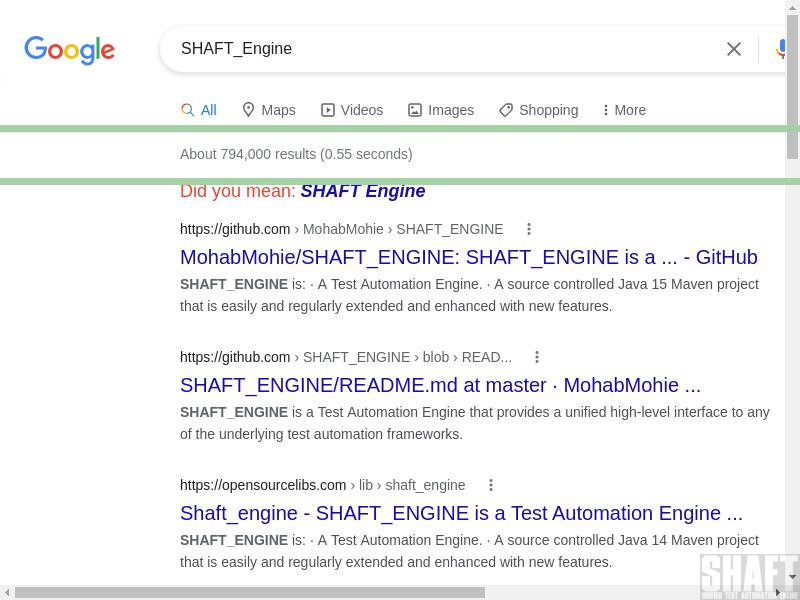 Google
SHAFT_Engine
All Maps Videos Images Shopping More
About 794,000 results (0.55 seconds)
Did you mean: SHAFT Engine
https://github.com › MohabMohie › SHAFT_ENGINE
MohabMohie/SHAFT_ENGINE: SHAFT_ENGINE is a ... - GitHub
SHAFT_ENGINE is: · A Test Automation Engine. · A source controlled Java 15 Maven project
that is easily and regularly extended and enhanced with new features.
https://github.com › SHAFT_ENGINE › blob › READ...
SHAFT_ENGINE/README.md at master · MohabMohie ...
SHAFT_ENGINE is a Test Automation Engine that provides a unified high-level interface to any
of the underlying test automation frameworks.
https://opensourcelibs.com › lib › shaft_engine
Shaft_engine - SHAFT_ENGINE is a Test Automation Engine ...
SHAFT_ENGINE is: · A Test Automation Engine. · A source controlled Java 14 Maven project
that is easily and regularly extended and enhanced with new features.
SHAFT